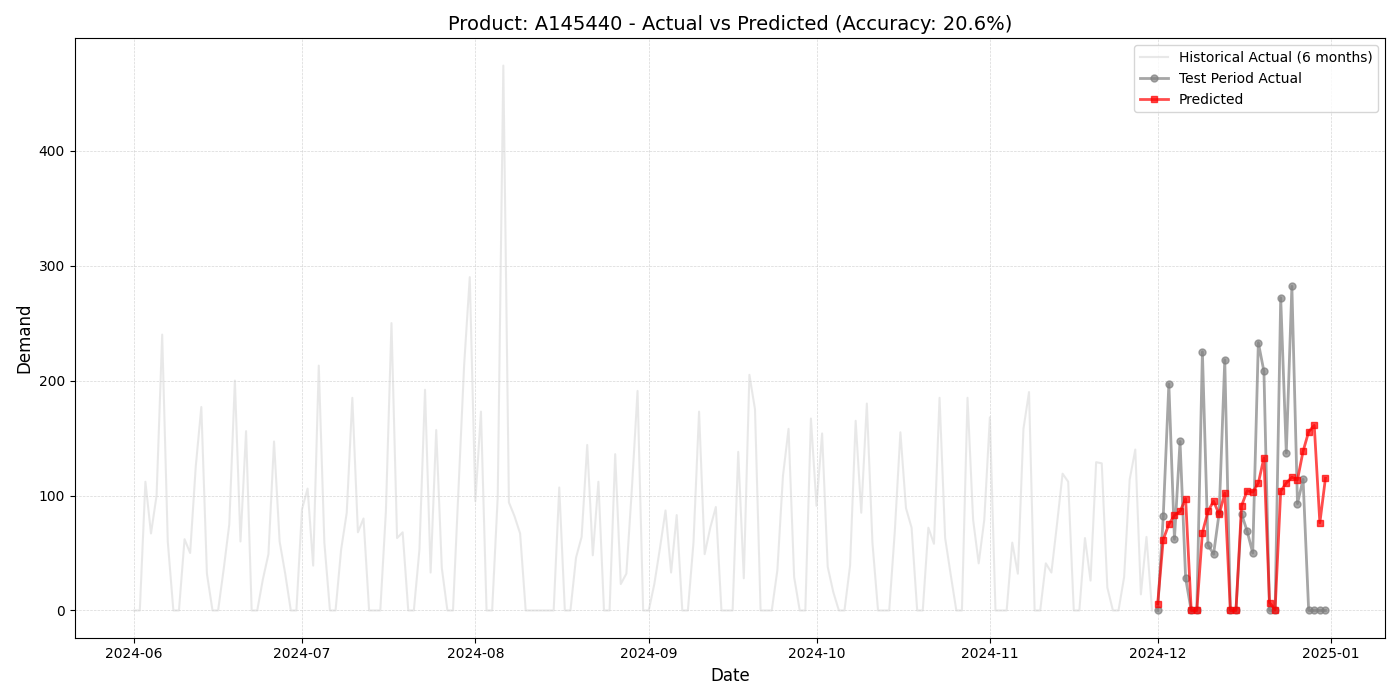 Product: A145440 - Actual vs Predicted (Accuracy: 20.6%)
Historical Actual (6 months)
Test Period Actual
Predicted
Demand
400
300
200
100
0
2024-06
2024-07
2024-08
2024-09
2024-10
2024-11
2024-12
2025-01
Date